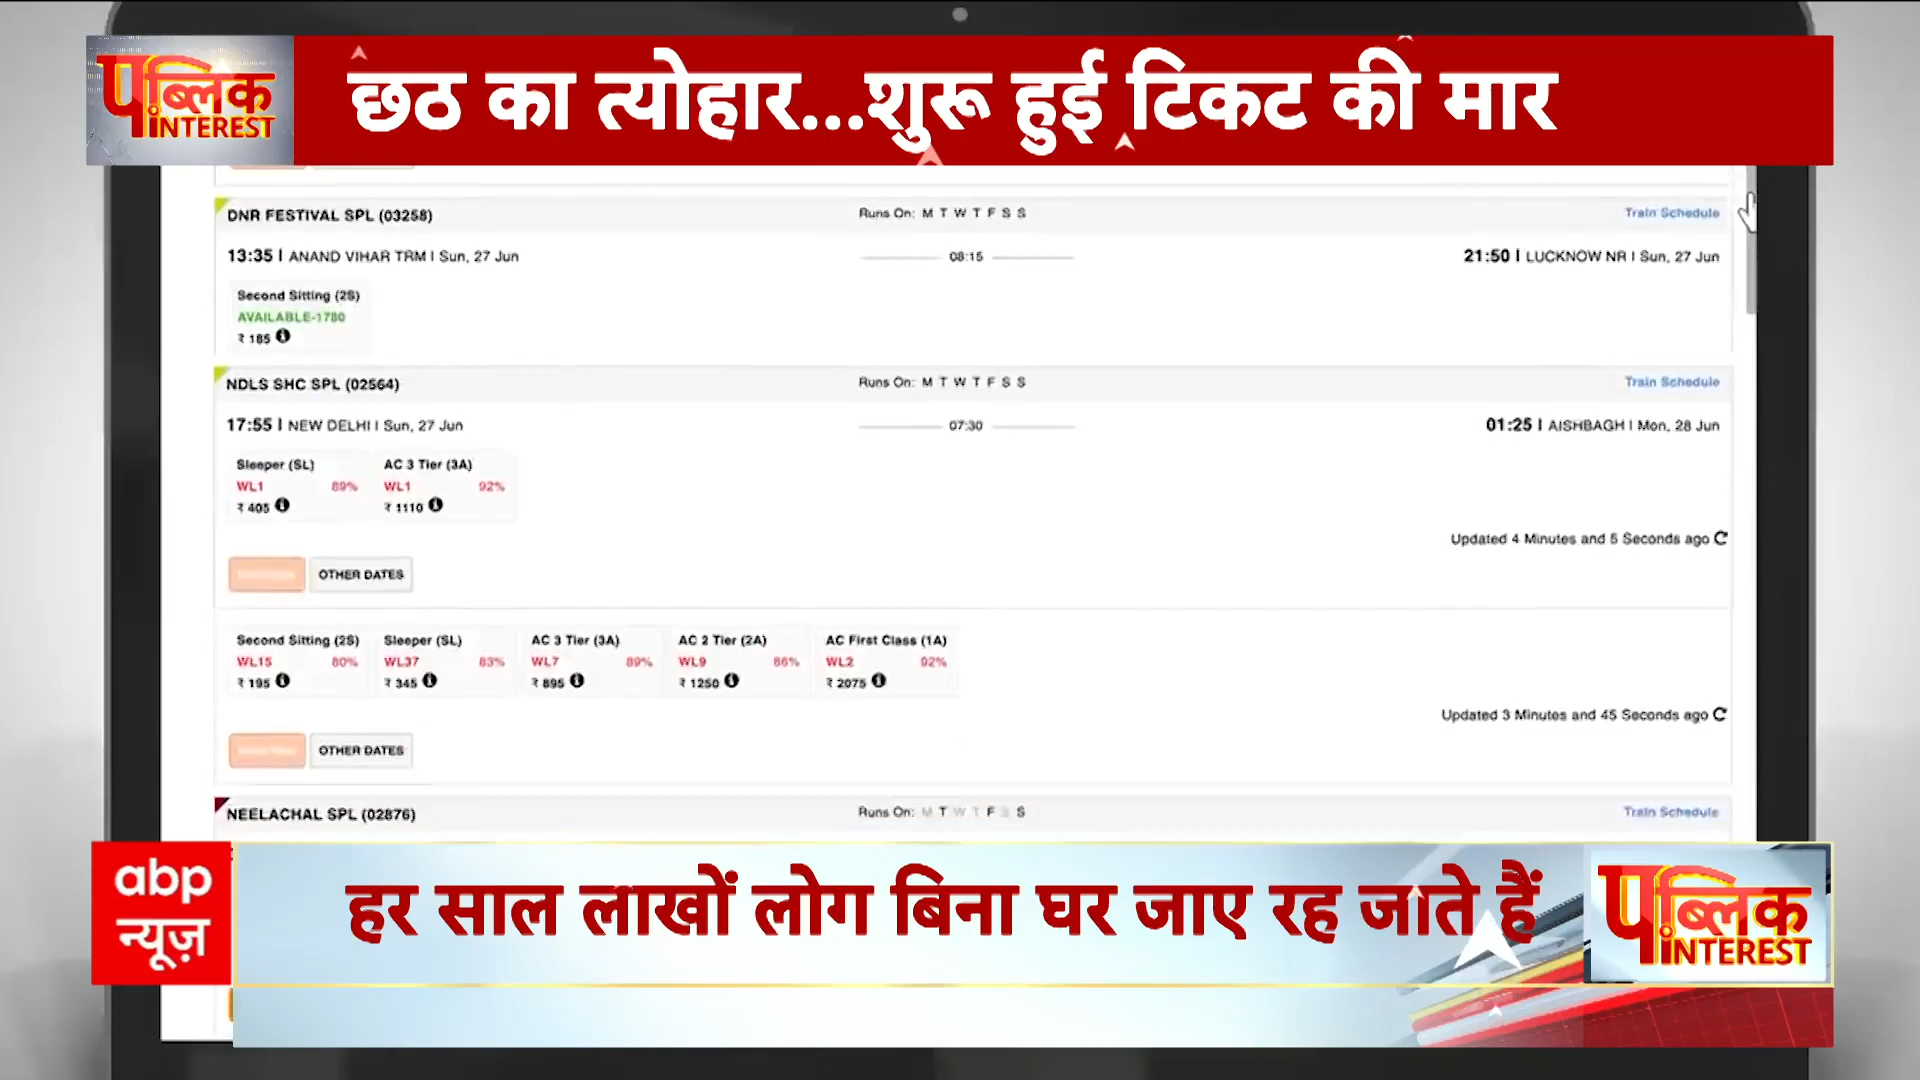 पब्लिक INTEREST
छठ का त्योहार...शुरू हुई टिकट की मार
DNR FESTIVAL SPL (03258) Runs On: M T W T F S S Train Schedule
13:35 | ANAND VIHAR TRM | Sun, 27 Jun 08:15 21:50 | LUCKNOW NR | Sun, 27 Jun
Second Sitting (2S)
AVAILABLE-1780
₹ 185
NDLS SHC SPL (02564) Runs On: M T W T F S S Train Schedule
17:55 | NEW DELHI | Sun, 27 Jun 07:30 01:25 | AISHBAGH | Mon, 28 Jun
Sleeper (SL) AC 3 Tier (3A)
WL1 89% WL1 92%
₹ 405 ₹ 1110
Updated 4 Minutes and 5 Seconds ago
OTHER DATES
Second Sitting (2S) Sleeper (SL) AC 3 Tier (3A) AC 2 Tier (2A) AC First Class (1A)
WL15 80% WL37 83% WL7 89% WL9 86% WL2 92%
₹ 195 ₹ 345 ₹ 895 ₹ 1250 ₹ 2075
Updated 3 Minutes and 45 Seconds ago
OTHER DATES
NEELACHAL SPL (02876) Runs On: M T W T F S S Train Schedule
abp न्यूज़
हर साल लाखों लोग बिना घर जाए रह जाते हैं
पब्लिक INTEREST